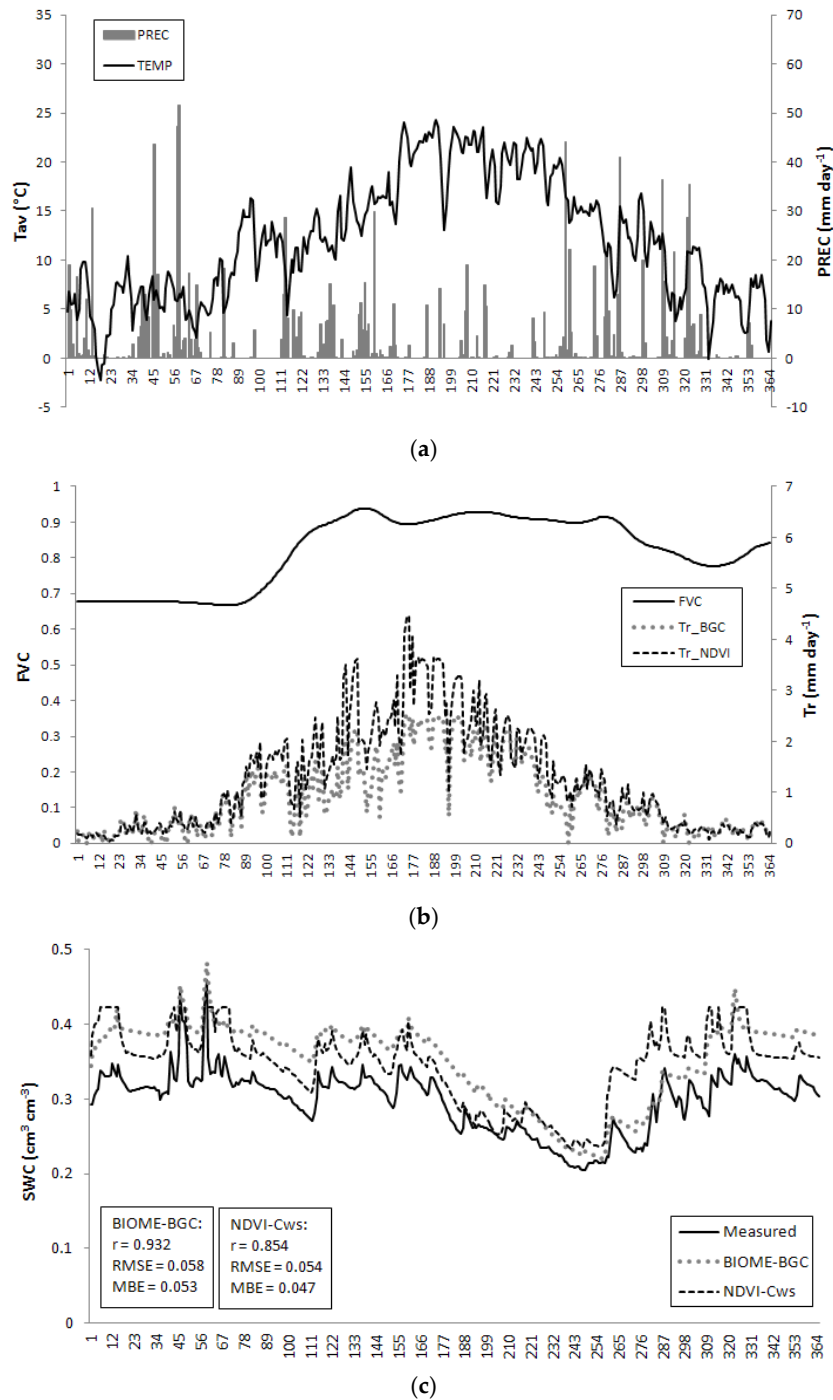 35
30
25
20
15
10
5
0
-5
Tav (°C)
PREC
TEMP
70
60
50
40
30
20
10
0
-10
PREC (mm day-1)
1 12 23 34 45 56 67 78 89 100 111 122 133 144 155 166 177 188 199 210 221 232 243 254 265 276 287 298 309 320 331 342 353 364
(a)
1
0.9
0.8
0.7
0.6
0.5
0.4
0.3
0.2
0.1
0
FVC
FVC
Tr_BGC
Tr_NDVI
7
6
5
4
3
2
1
0
Tr (mm day-1)
1 12 23 34 45 56 67 78 89 100 111 122 133 144 155 166 177 188 199 210 221 232 243 254 265 276 287 298 309 320 331 342 353 364
(b)
0.5
0.4
0.3
0.2
0.1
0
SWC (cm3 cm-3)
BIOME-BGC:
r = 0.932
RMSE = 0.058
MBE = 0.053
NDVI-Cws:
r = 0.854
RMSE = 0.054
MBE = 0.047
Measured
BIOME-BGC
NDVI-Cws
1 12 23 34 45 56 67 78 89 100 111 122 133 144 155 166 177 188 199 210 221 232 243 254 265 276 287 298 309 320 331 342 353 364
(c)